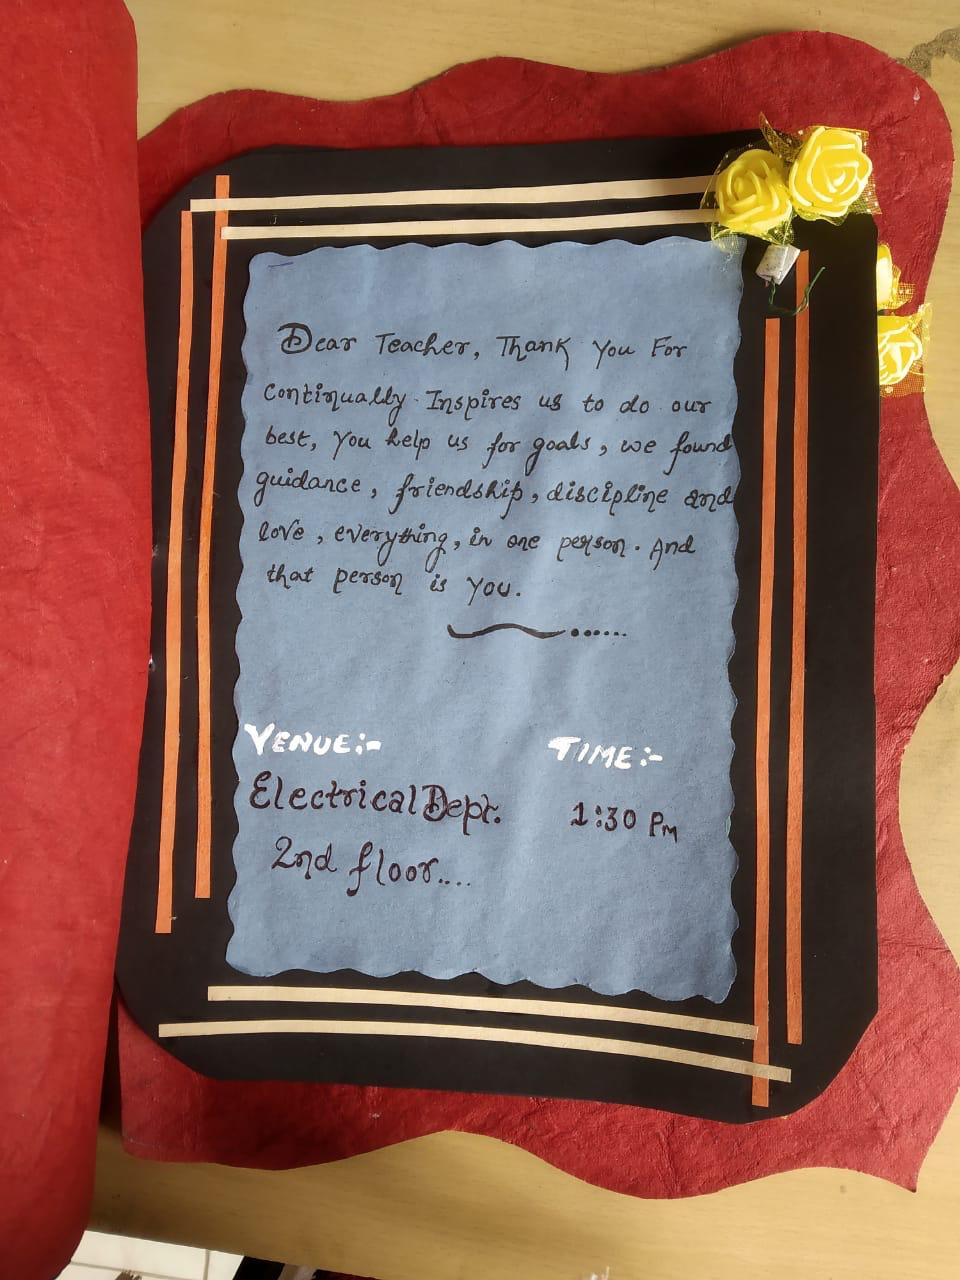 Dear Teacher, Thank You For
Continually Inspires us to do our
best, You help us for goals, we found
guidance, friendship, discipline and
love, everything, in one person. And
that person is You.
VENUE:- TIME:-
Electrical Dept. 1:30 PM
2nd floor....